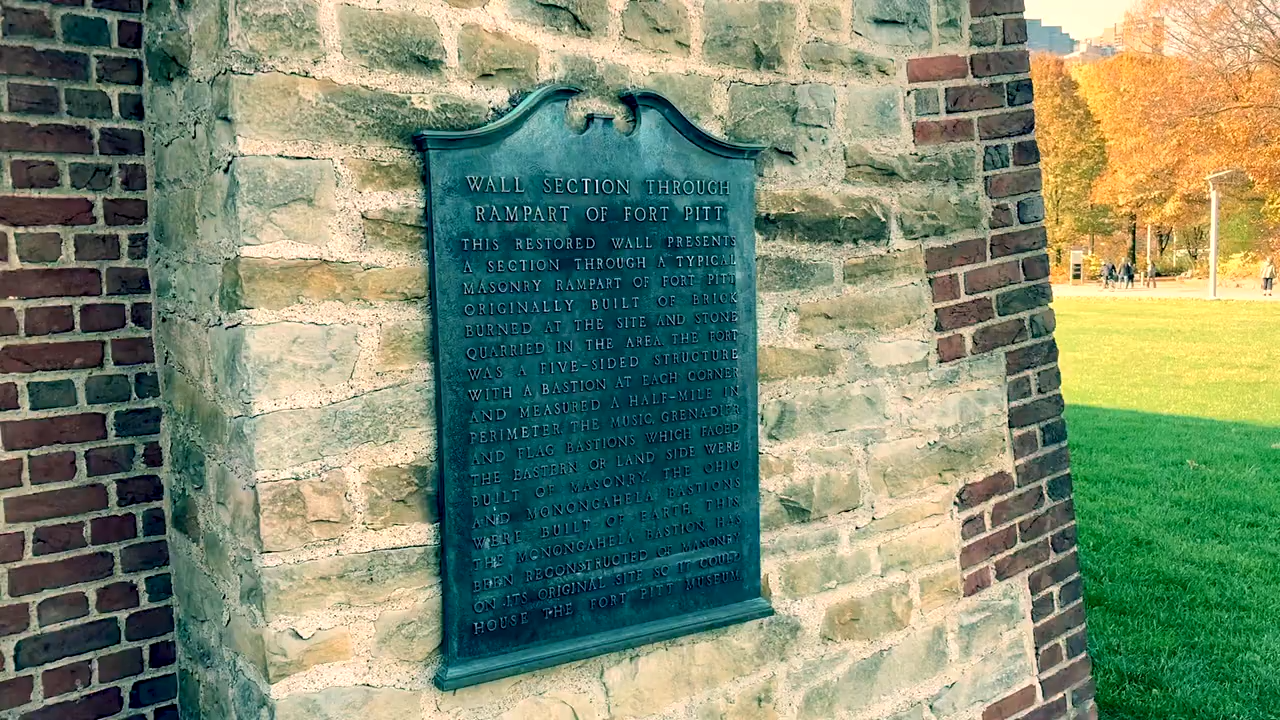 WALL SECTION THROUGH
RAMPART OF FORT PITT
THIS RESTORED WALL PRESENTS
A SECTION THROUGH A TYPICAL
MASONRY RAMPART OF FORT PITT
ORIGINALLY BUILT OF BRICK
BURNED AT THE SITE AND STONE
QUARRIED IN THE AREA. THE FORT
WAS A FIVE-SIDED STRUCTURE
WITH A BASTION AT EACH CORNER
AND MEASURED A HALF-MILE IN
PERIMETER. THE MUSIC, GRENADIER
AND FLAG BASTIONS WHICH FACED
THE EASTERN OR LAND SIDE WERE
BUILT OF MASONRY. THE OHIO
AND MONONGAHELA BASTIONS
WERE BUILT OF EARTH. THIS,
THE MONONGAHELA BASTION, HAS
BEEN RECONSTRUCTED OF MASONRY
ON ITS ORIGINAL SITE SO IT COULD
HOUSE THE FORT PITT MUSEUM.